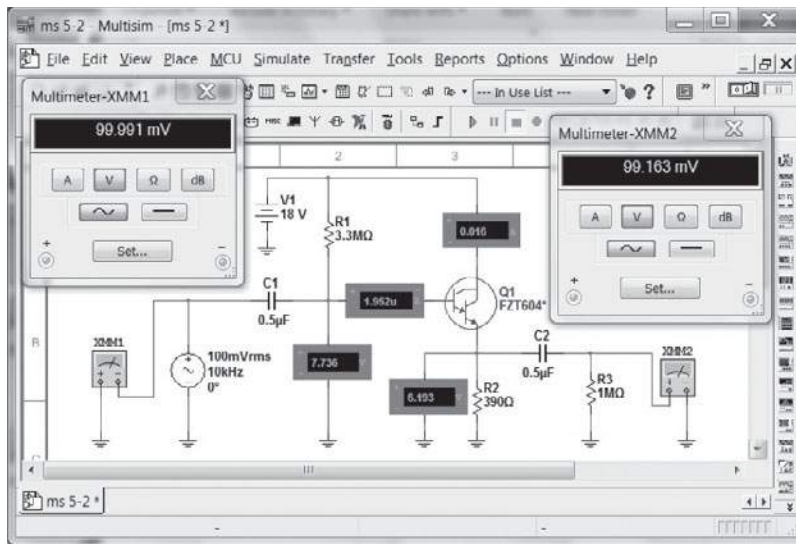 ms 5-2 - Multisim - [ms 5-2 *]
File Edit View Place MCU Simulate Transfer Tools Reports Options Window Help
--- In Use List ---
Multimeter-XMM1
99.991 mV
A V Ω dB
Set...
+ -
Multimeter-XMM2
99.163 mV
A V Ω dB
Set...
+ -
2 3
V1
18 V
R1
3.3MΩ
0.016
C1
0.5µF
1.952u
Q1
FZT604*
B
XMM1
100mVrms
10kHz
0°
7.736
6.193
C2
0.5µF
R2
390Ω
R3
1MΩ
XMM2
ms 5-2 *